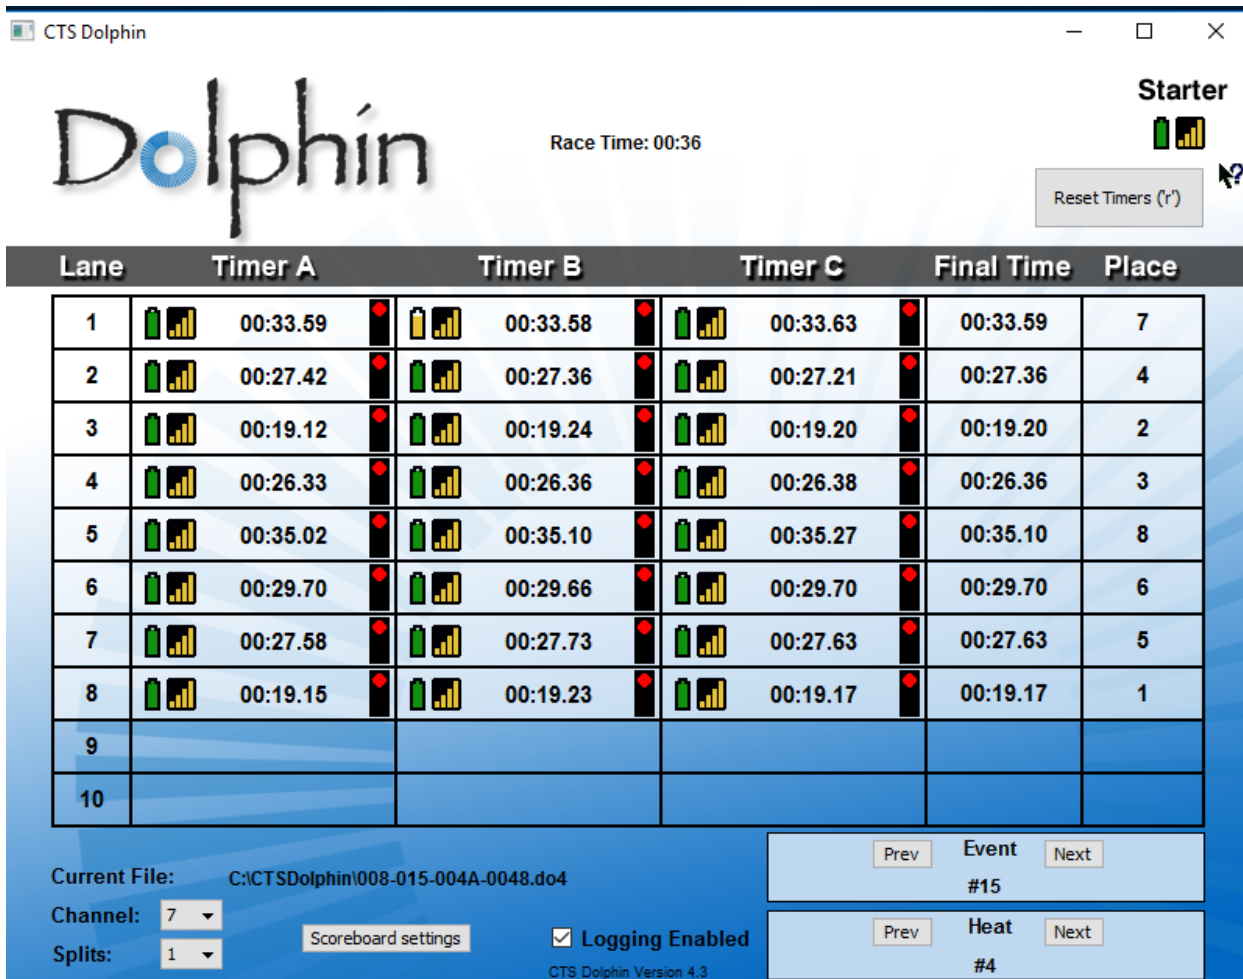 CTS Dolphin
Dolphin
Race Time: 00:36
Starter
Reset Timers ('r')
?
Lane Timer A Timer B Timer C Final Time Place
1 00:33.59 00:33.58 00:33.63 00:33.59 7
2 00:27.42 00:27.36 00:27.21 00:27.36 4
3 00:19.12 00:19.24 00:19.20 00:19.20 2
4 00:26.33 00:26.36 00:26.38 00:26.36 3
5 00:35.02 00:35.10 00:35.27 00:35.10 8
6 00:29.70 00:29.66 00:29.70 00:29.70 6
7 00:27.58 00:27.73 00:27.63 00:27.63 5
8 00:19.15 00:19.23 00:19.17 00:19.17 1
9
10
Current File: C:\CTSDolphin\008-015-004A-0048.do4
Channel: 7
Splits: 1
Scoreboard settings
Logging Enabled
CTS Dolphin Version 4.3
Prev Event Next
#15
Prev Heat Next
#4